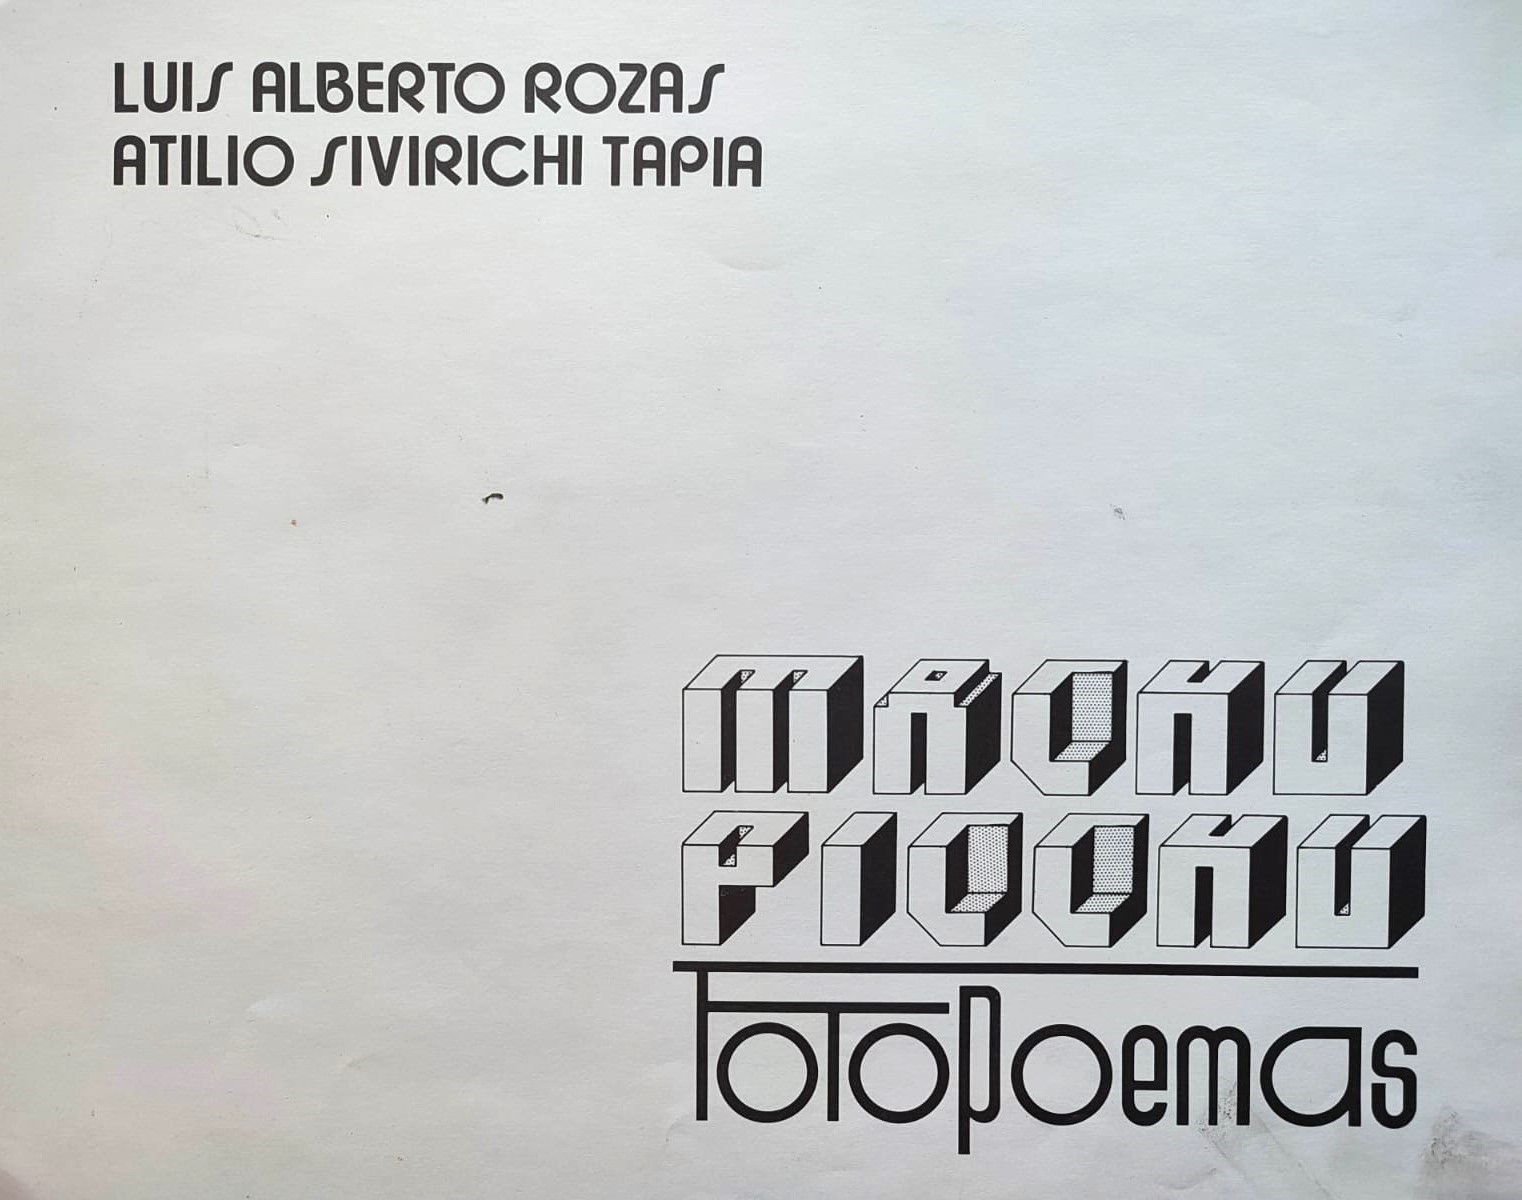 LUIS ALBERTO ROZAS
ATILIO SIVIRICHI TAPIA
MACHU
PICCHU
FOTOPoemas